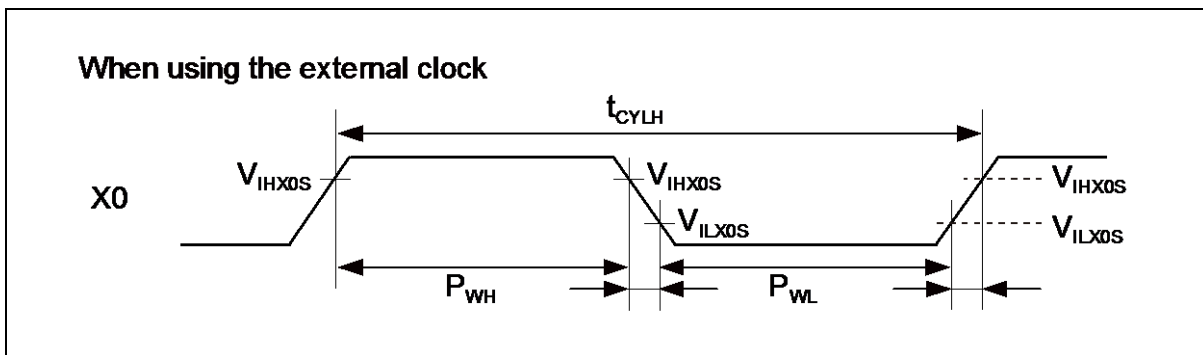 When using the external clock
tCYLH
VIHX0S
VIHX0S
VIHX0S
X0
VILX0S
VILX0S
PWH
PWL